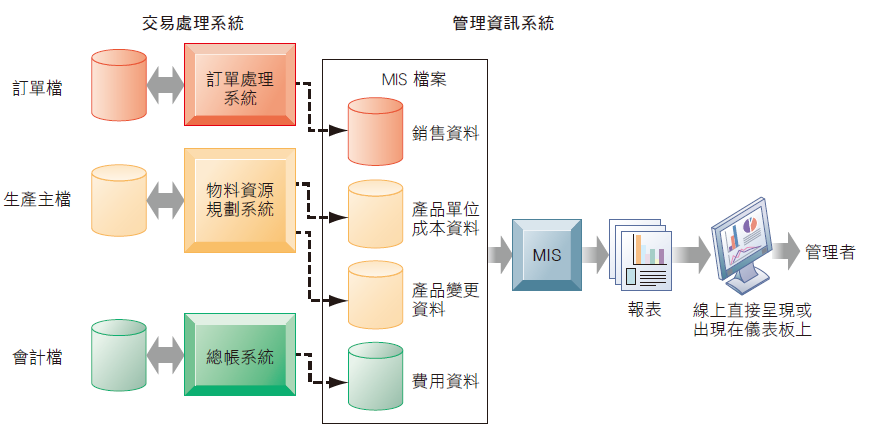 交易處理系統
管理資訊系統
訂單檔
訂單處理
系統
MIS 檔案
銷售資料
生產主檔
物料資源
規劃系統
產品單位
成本資料
產品變更
資料
會計檔
總帳系統
費用資料
MIS
報表
線上直接呈現或
出現在儀表板上
管理者